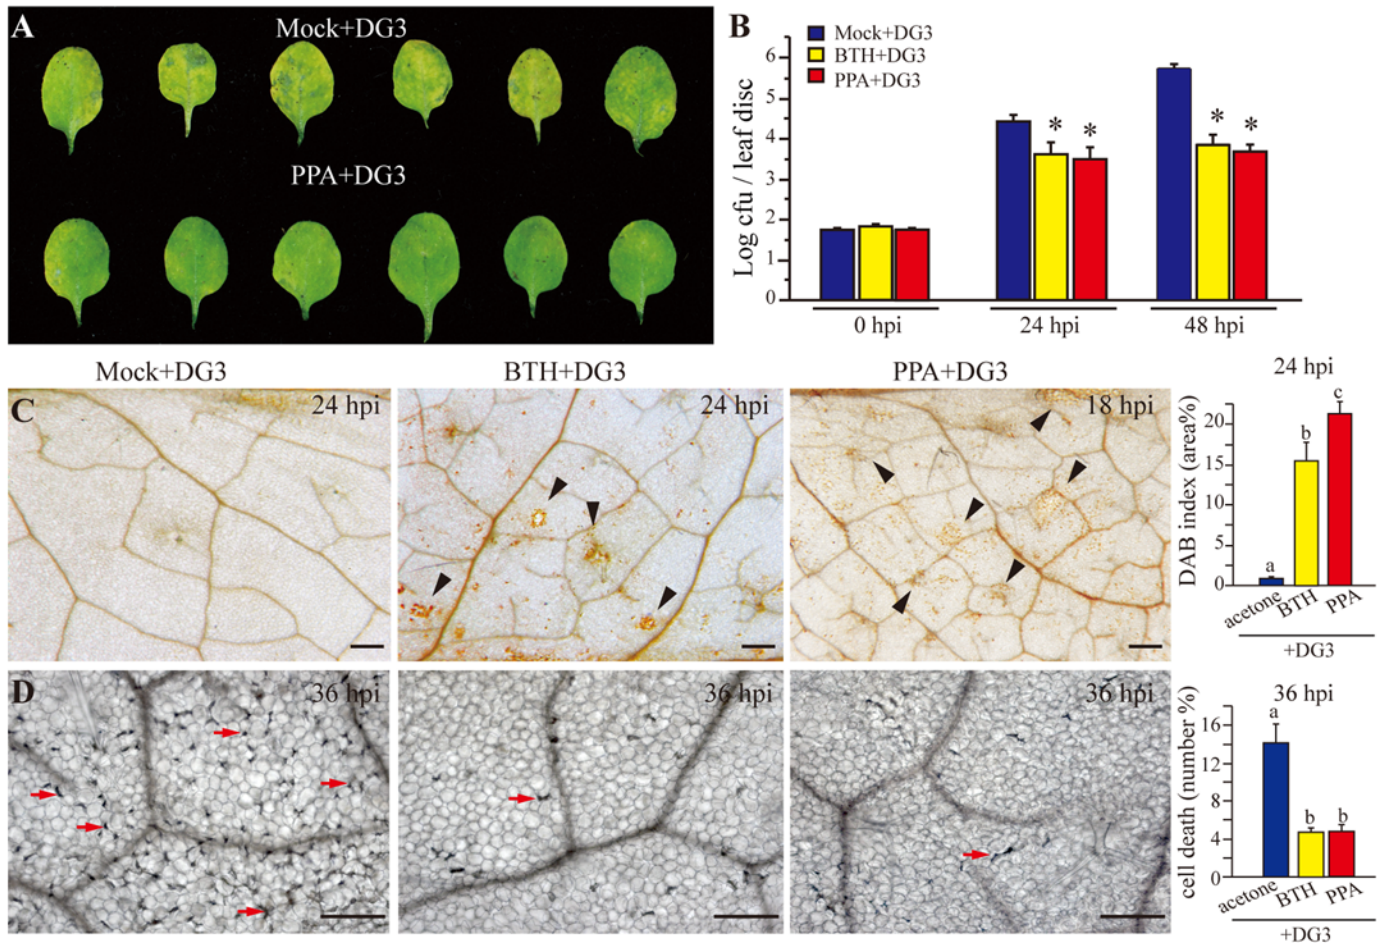 A
Mock+DG3
PPA+DG3
B
Mock+DG3
BTH+DG3
PPA+DG3
Log cfu / leaf disc
6
5
4
3
2
1
0
0 hpi
24 hpi
48 hpi
* *
* *
Mock+DG3
BTH+DG3
PPA+DG3
C
24 hpi
24 hpi
18 hpi
24 hpi
DAB index (area%)
20
15
10
5
0
a
b
c
acetone
BTH
PPA
+DG3
D
36 hpi
36 hpi
36 hpi
36 hpi
cell death (number %)
16
12
8
4
0
a
b
b
acetone
BTH
PPA
+DG3